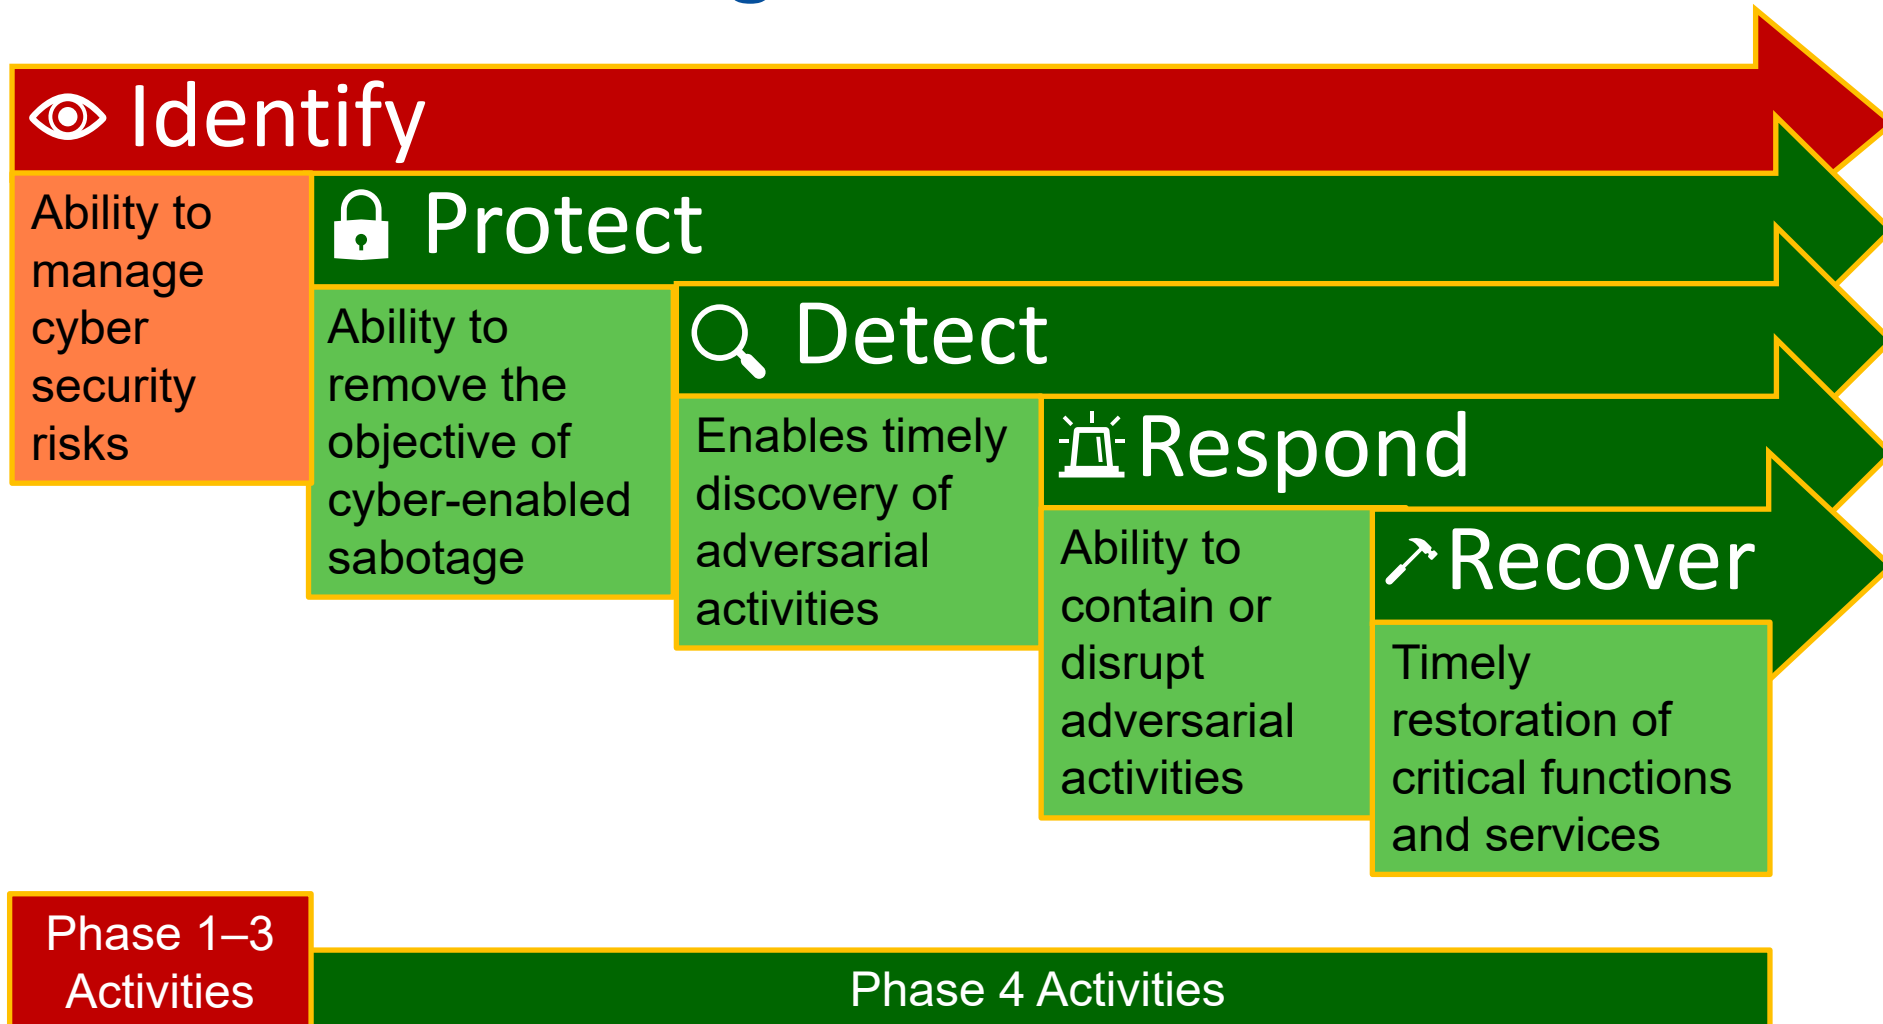 Identify
Ability to
manage
cyber
security
risks
Protect
Ability to
remove the
objective of
cyber-enabled
sabotage
Detect
Enables timely
discovery of
adversarial
activities
Respond
Ability to
contain or
disrupt
adversarial
activities
Recover
Timely
restoration of
critical functions
and services
Phase 1–3
Activities
Phase 4 Activities